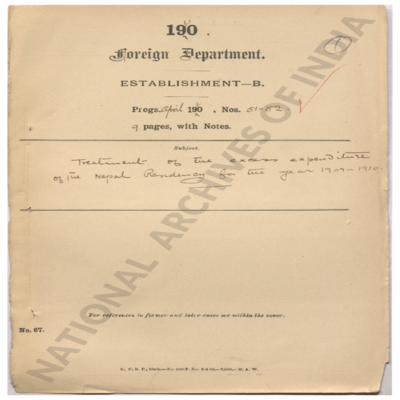 190
Foreign Department.
ESTABLISHMENT—B.
Progs. April 190 , Nos. 51-52
9 pages, with Notes.
Subject.
Treatment of the excess expenditure
of the Nepal Residency for the year 1909-1910.
For references to former and later cases see within the cover.
No. 67.
NATIONAL ARCHIVES OF INDIA